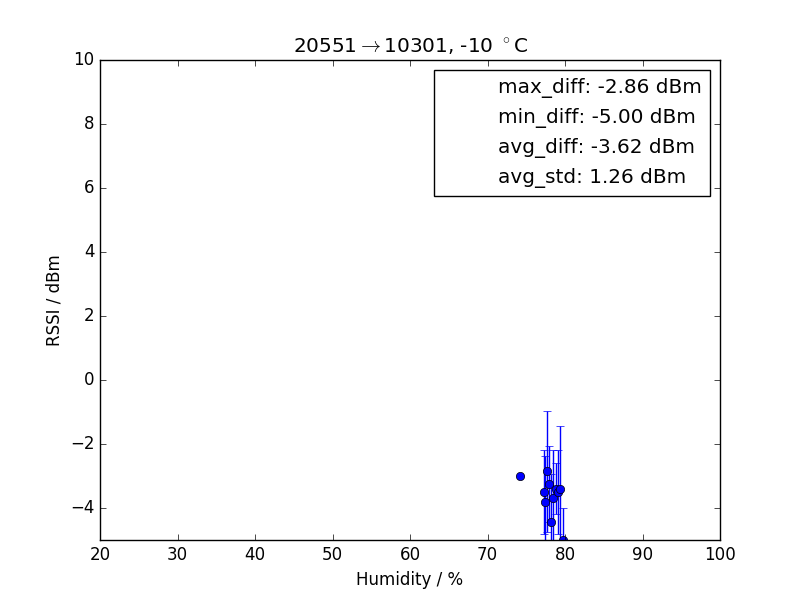 20551→10301, -10 °C
10
8
6
4
2
0
−2
−4
RSSI / dBm
max_diff: -2.86 dBm
min_diff: -5.00 dBm
avg_diff: -3.62 dBm
avg_std: 1.26 dBm
20 30 40 50 60 70 80 90 100
Humidity / %